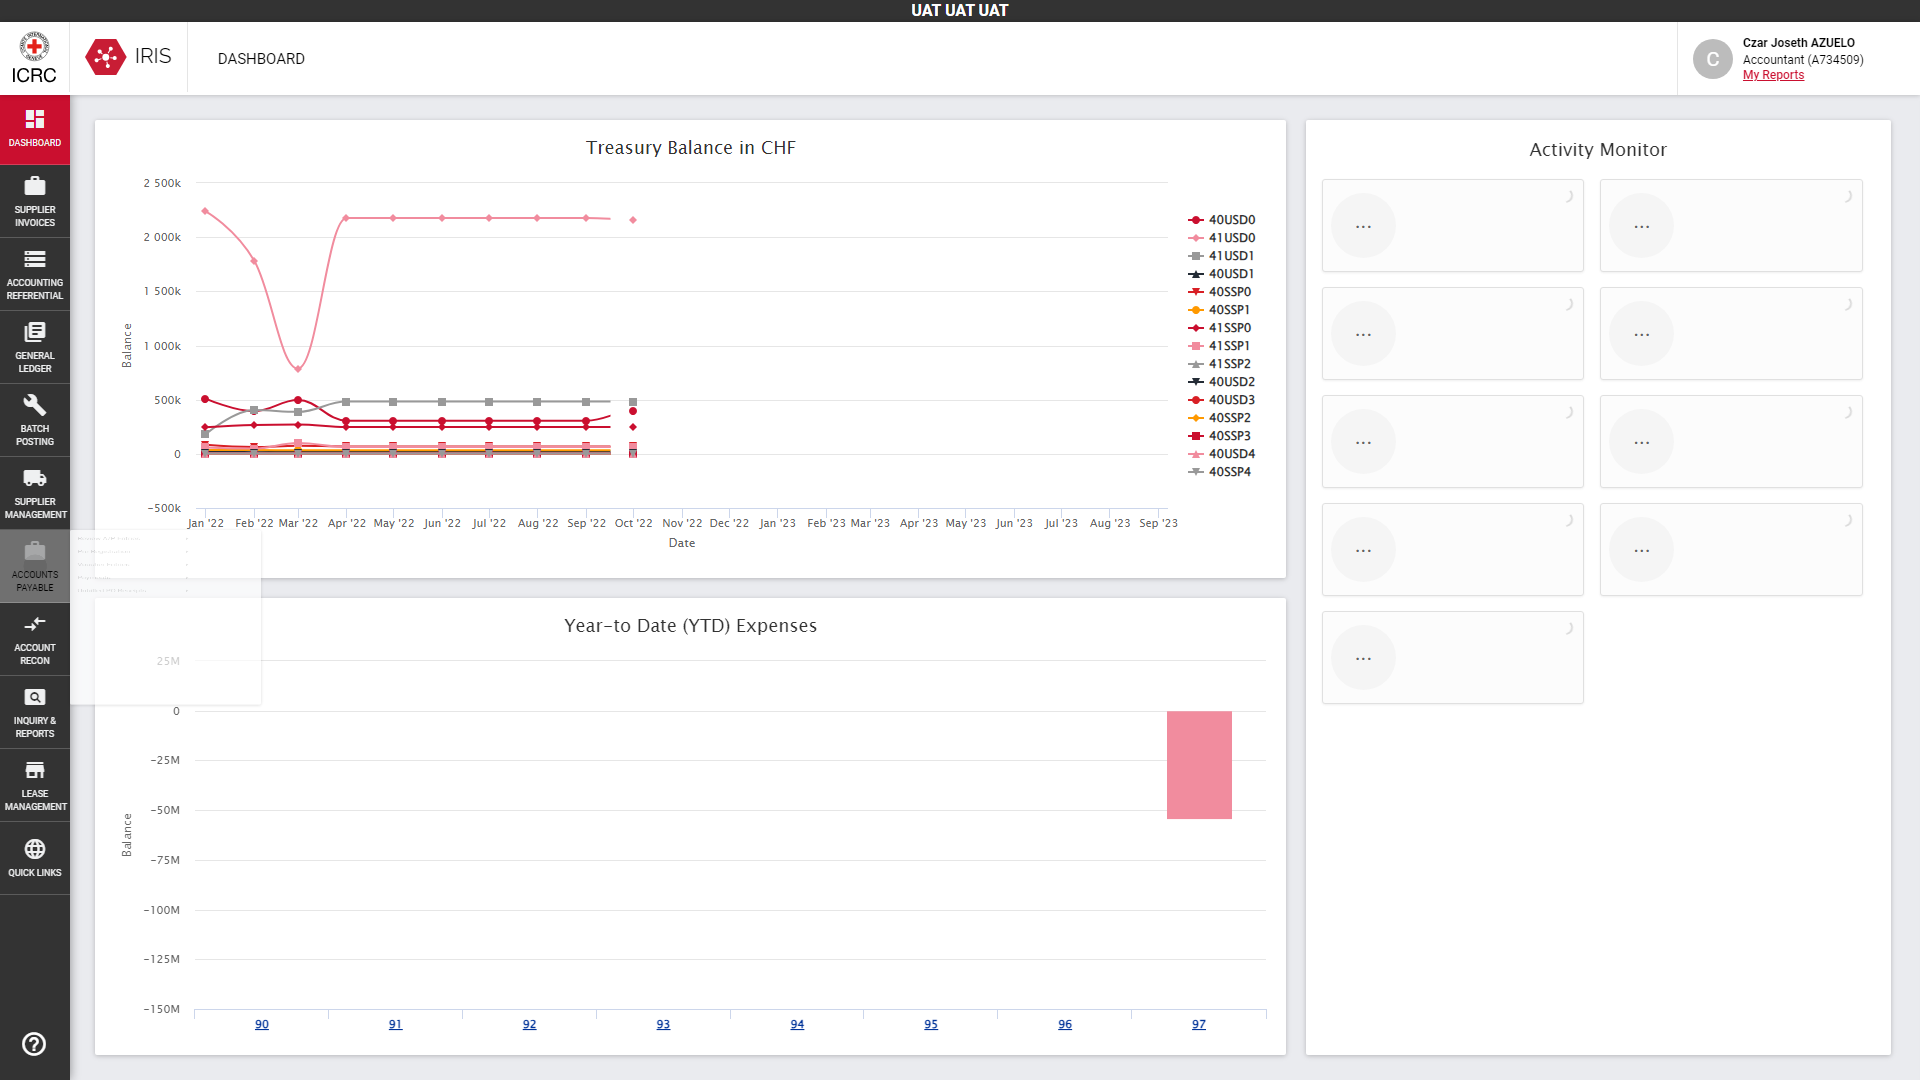 UAT UAT UAT
ICRC
IRIS
DASHBOARD
C
Czar Joseth AZUELO
Accountant (A734509)
My Reports
DASHBOARD
SUPPLIER
INVOICES
ACCOUNTING
REFERENTIAL
GENERAL
LEDGER
BATCH
POSTING
SUPPLIER
MANAGEMENT
ACCOUNTS
PAYABLE
ACCOUNT
RECON
INQUIRY &
REPORTS
LEASE
MANAGEMENT
QUICK LINKS
Treasury Balance in CHF
2 500k
2 000k
1 500k
1 000k
500k
0
-500k
Balance
Jan '22 Feb '22 Mar '22 Apr '22 May '22 Jun '22 Jul '22 Aug '22 Sep '22 Oct '22 Nov '22 Dec '22 Jan '23 Feb '23 Mar '23 Apr '23 May '23 Jun '23 Jul '23 Aug '23 Sep '23
Date
40USD0
41USD0
41USD1
40USD1
40SSP0
40SSP1
41SSP0
41SSP1
41SSP2
40USD2
40USD3
40SSP2
40SSP3
40USD4
40SSP4
Year-to Date (YTD) Expenses
25M
0
-25M
-50M
-75M
-100M
-125M
-150M
Balance
90 91 92 93 94 95 96 97
Activity Monitor
... ...
... ...
... ...
... ...
...